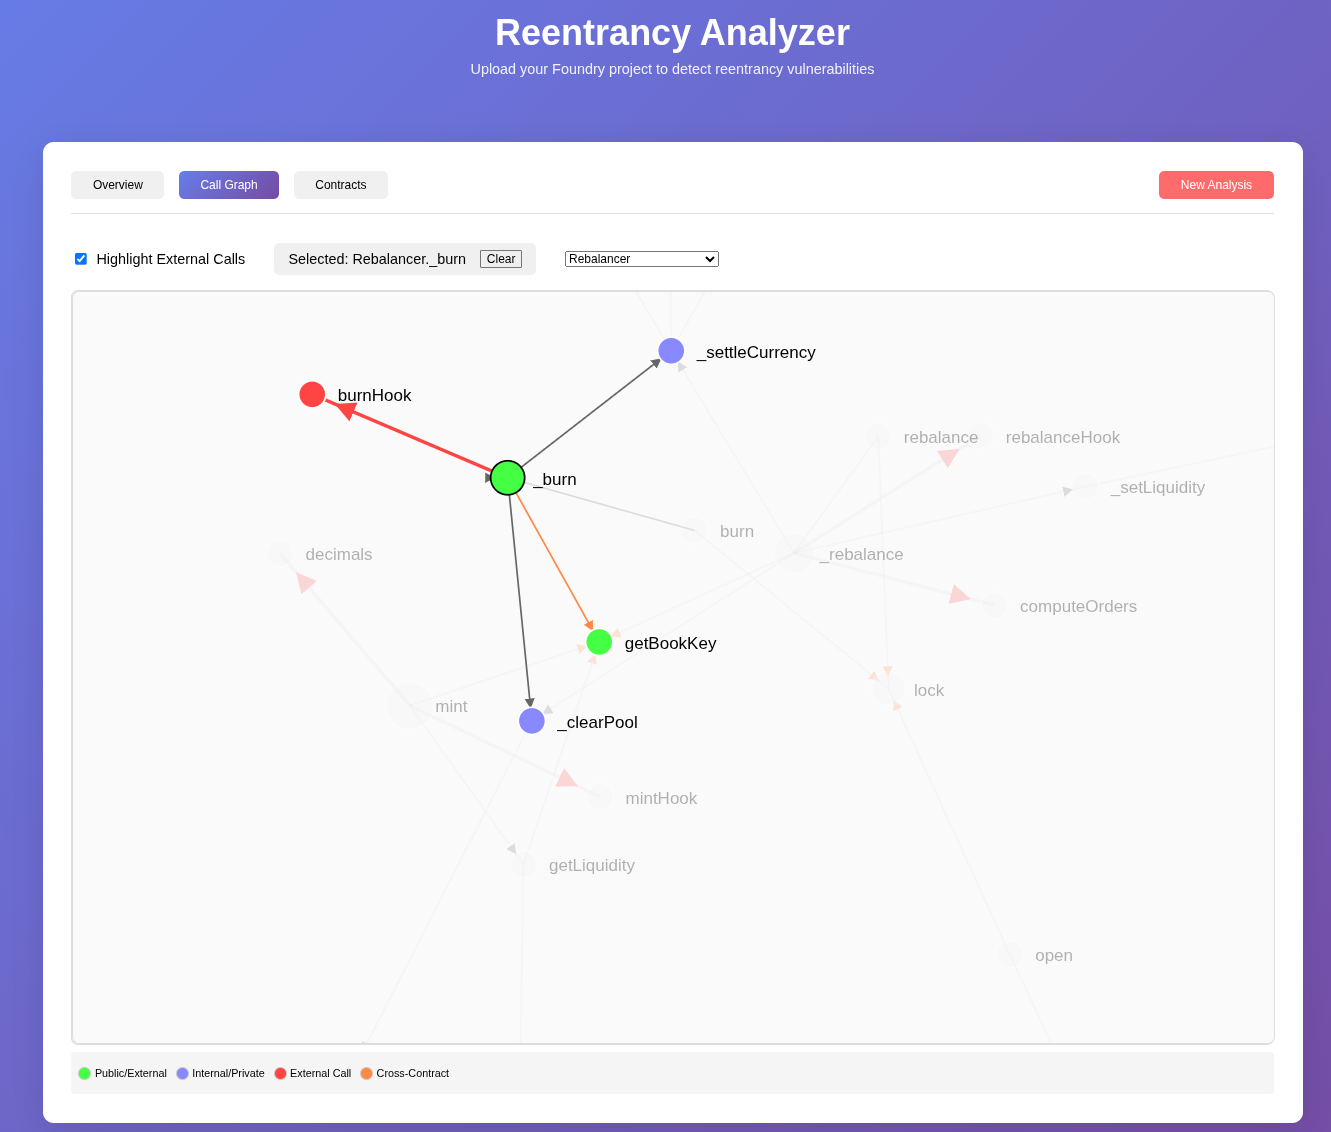 Reentrancy Analyzer
Upload your Foundry project to detect reentrancy vulnerabilities
Overview
Call Graph
Contracts
New Analysis
Highlight External Calls
Selected: Rebalancer._burn
Clear
Rebalancer
_settleCurrency
burnHook
rebalance
rebalanceHook
_burn
_setLiquidity
burn
decimals
_rebalance
computeOrders
getBookKey
lock
mint
_clearPool
mintHook
getLiquidity
open
Public/External
Internal/Private
External Call
Cross-Contract